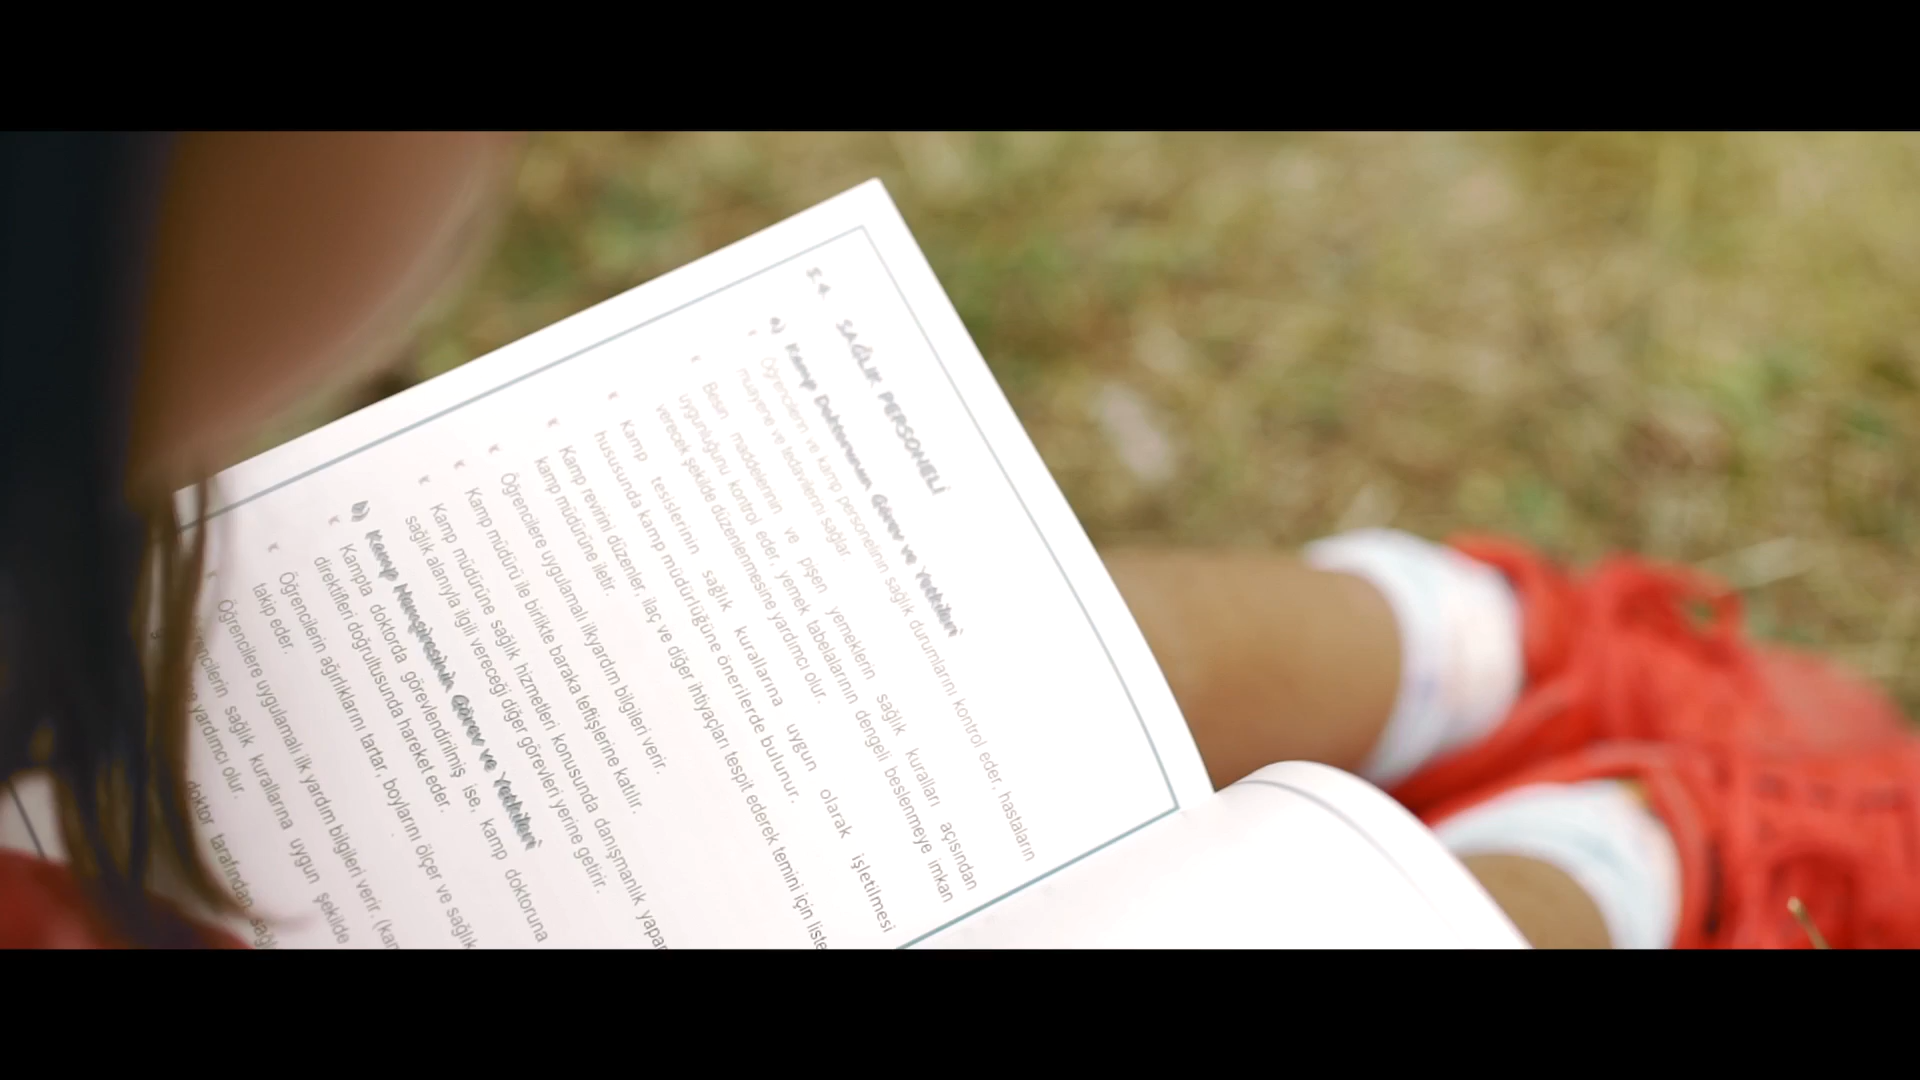 5.4 SAĞLIK PERSONELİ
a) Kamp Doktorunun Görev ve Yetkileri
Öğrencilerin ve kamp personelinin sağlık durumlarını kontrol eder, hastaların
muayene ve tedavilerini sağlar.
Besin maddelerinin ve pişen yemeklerin sağlık kuralları açısından
uygunluğunu kontrol eder, yemek tabelalarının dengeli beslenmeye imkan
verecek şekilde düzenlenmesine yardımcı olur.
Kamp tesislerinin sağlık kurallarına uygun olarak işletilmesi
hususunda kamp müdürlüğüne önerilerde bulunur.
Kamp revirini düzenler, ilaç ve diğer ihtiyaçları tespit ederek temini için liste
kamp müdürüne iletir.
Öğrencilere uygulamalı ilkyardım bilgileri verir.
Kamp müdürü ile birlikte baraka teftişlerine katılır.
Kamp müdürüne sağlık hizmetleri konusunda danışmanlık yapar
sağlık alanıyla ilgili vereceği diğer görevleri yerine getirir.
b) Kamp Hemşiresinin Görev ve Yetkileri
Kampta doktorda görevlendirilmiş ise, kamp doktoruna
direktifleri doğrultusunda hareket eder.
Öğrencilerin ağırlıklarını tartar, boylarını ölçer ve sağlık
takip eder.
Öğrencilere uygulamalı ilk yardım bilgileri verir. (kam
sağlık kurallarına uygun şekilde
yardımcı olur.
doktor tarafından sağl